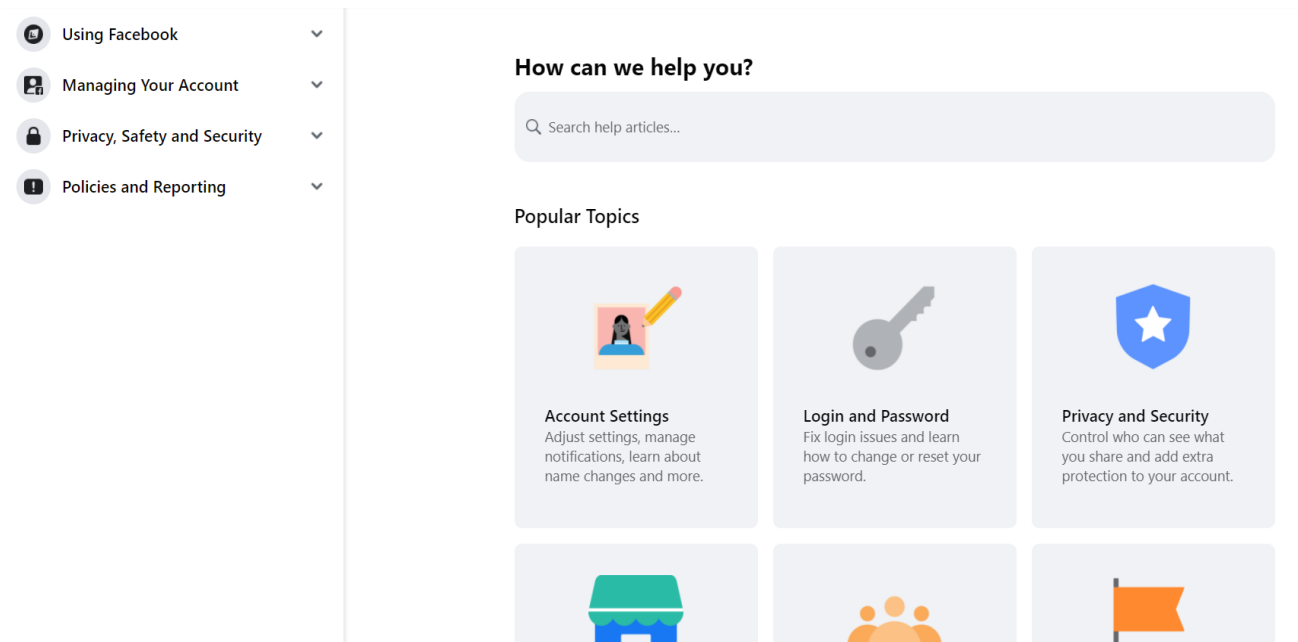 Using Facebook
Managing Your Account
Privacy, Safety and Security
Policies and Reporting
How can we help you?
Search help articles...
Popular Topics
Account Settings
Adjust settings, manage
notifications, learn about
name changes and more.
Login and Password
Fix login issues and learn
how to change or reset your
password.
Privacy and Security
Control who can see what
you share and add extra
protection to your account.